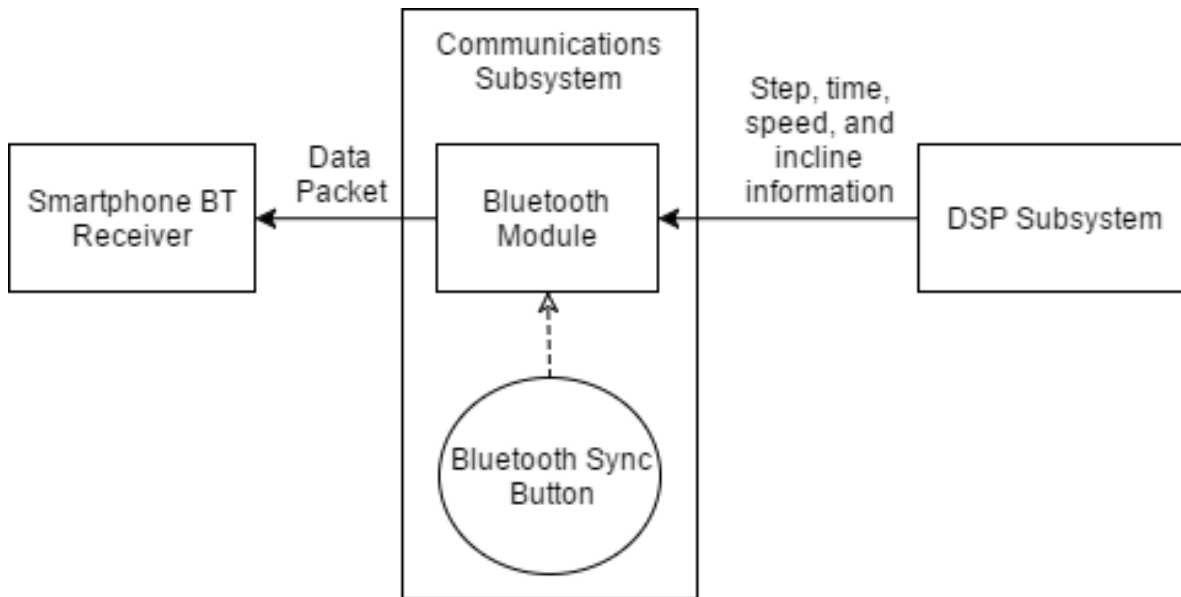 Communications
Subsystem
Smartphone BT
Receiver
Data
Packet
Bluetooth
Module
Step, time,
speed, and
incline
information
DSP Subsystem
Bluetooth Sync
Button